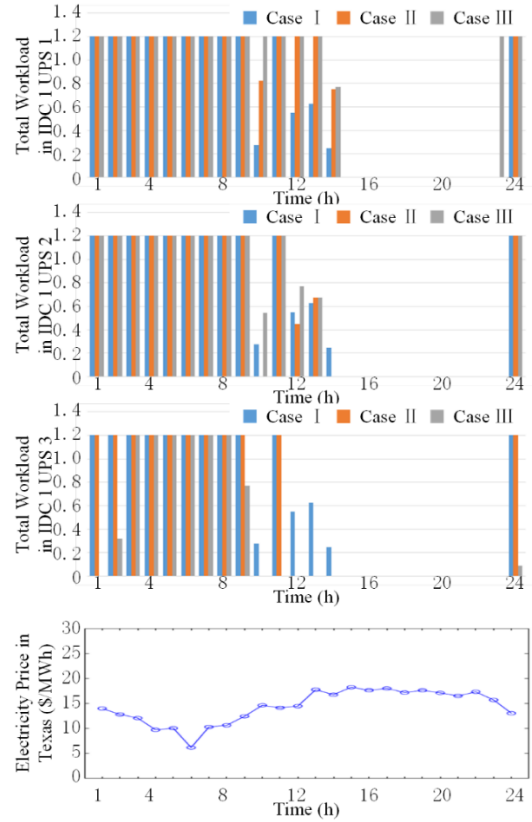 Case Ⅰ Case Ⅱ Case Ⅲ
Total Workload
in IDC 1 UPS 1
1.4
1.2
1.0
0.8
0.6
0.4
0.2
0
1 4 8 12 16 20 24
Time (h)
Case Ⅰ Case Ⅱ Case Ⅲ
Total Workload
in IDC 1 UPS 2
1.4
1.2
1.0
0.8
0.6
0.4
0.2
0
1 4 8 12 16 20 24
Time (h)
Case Ⅰ Case Ⅱ Case Ⅲ
Total Workload
in IDC 1 UPS 3
1.4
1.2
1.0
0.8
0.6
0.4
0.2
0
1 4 8 12 16 20 24
Time (h)
Electricity Price in
Texas ($/MWh)
30
25
20
15
10
5
0
1 4 8 12 16 20 24
Time (h)